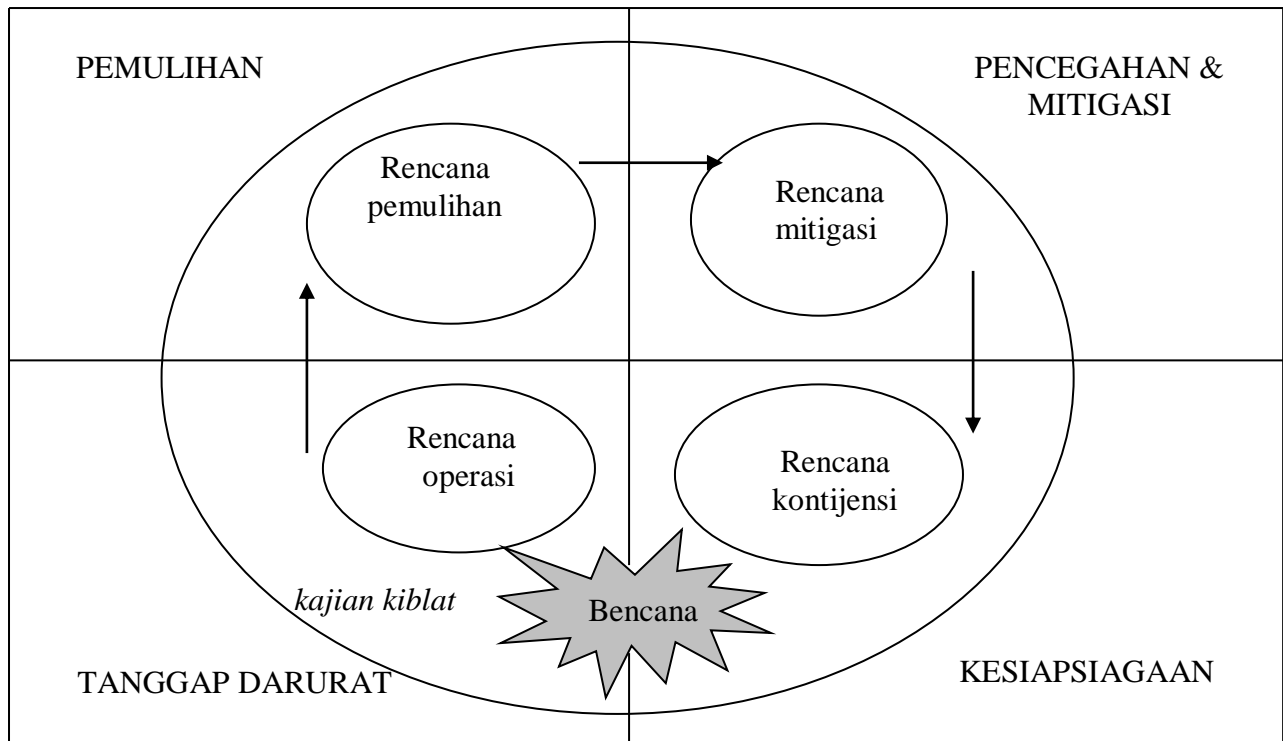 PEMULIHAN
PENCEGAHAN &
MITIGASI
Rencana
pemulihan
Rencana
mitigasi
Rencana
operasi
Rencana
kontijensi
kajian kiblat
Bencana
TANGGAP DARURAT
KESIAPSIAGAAN